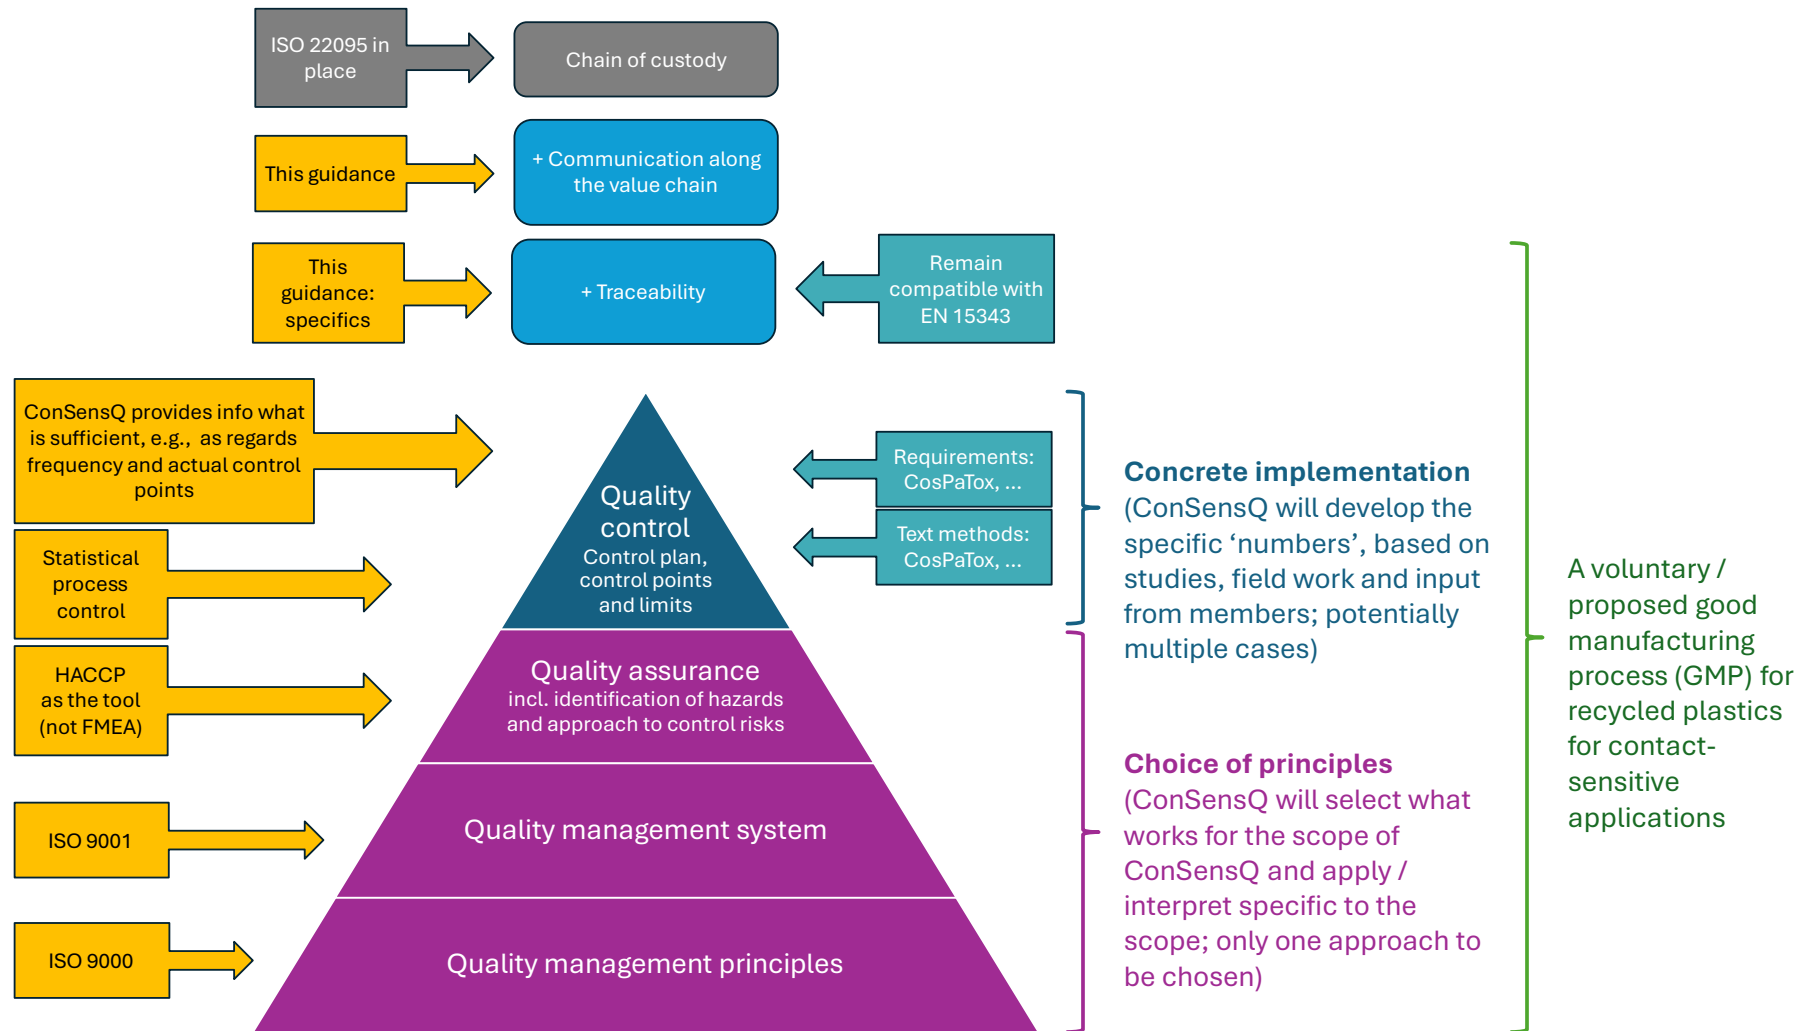 ISO 22095 in
place
Chain of custody
This guidance
+ Communication along
the value chain
This
guidance:
specifics
+ Traceability
Remain
compatible with
EN 15343
ConSensQ provides info what
is sufficient, e.g.,  as regards
frequency and actual control
points
Quality
control
Control plan,
control points
and limits
Requirements:
CosPaTox, ...
Text methods:
CosPaTox, ...
Statistical
process
control
HACCP
as the tool
(not FMEA)
Quality assurance
incl. identification of hazards
and approach to control risks
ISO 9001
Quality management system
ISO 9000
Quality management principles
Concrete implementation
(ConSensQ will develop the
specific ‘numbers’, based on
studies, field work and input
from members; potentially
multiple cases)
Choice of principles
(ConSensQ will select what
works for the scope of
ConSensQ and apply /
interpret specific to the
scope; only one approach to
be chosen)
A voluntary /
proposed good
manufacturing
process (GMP) for
recycled plastics
for contact-
sensitive
applications